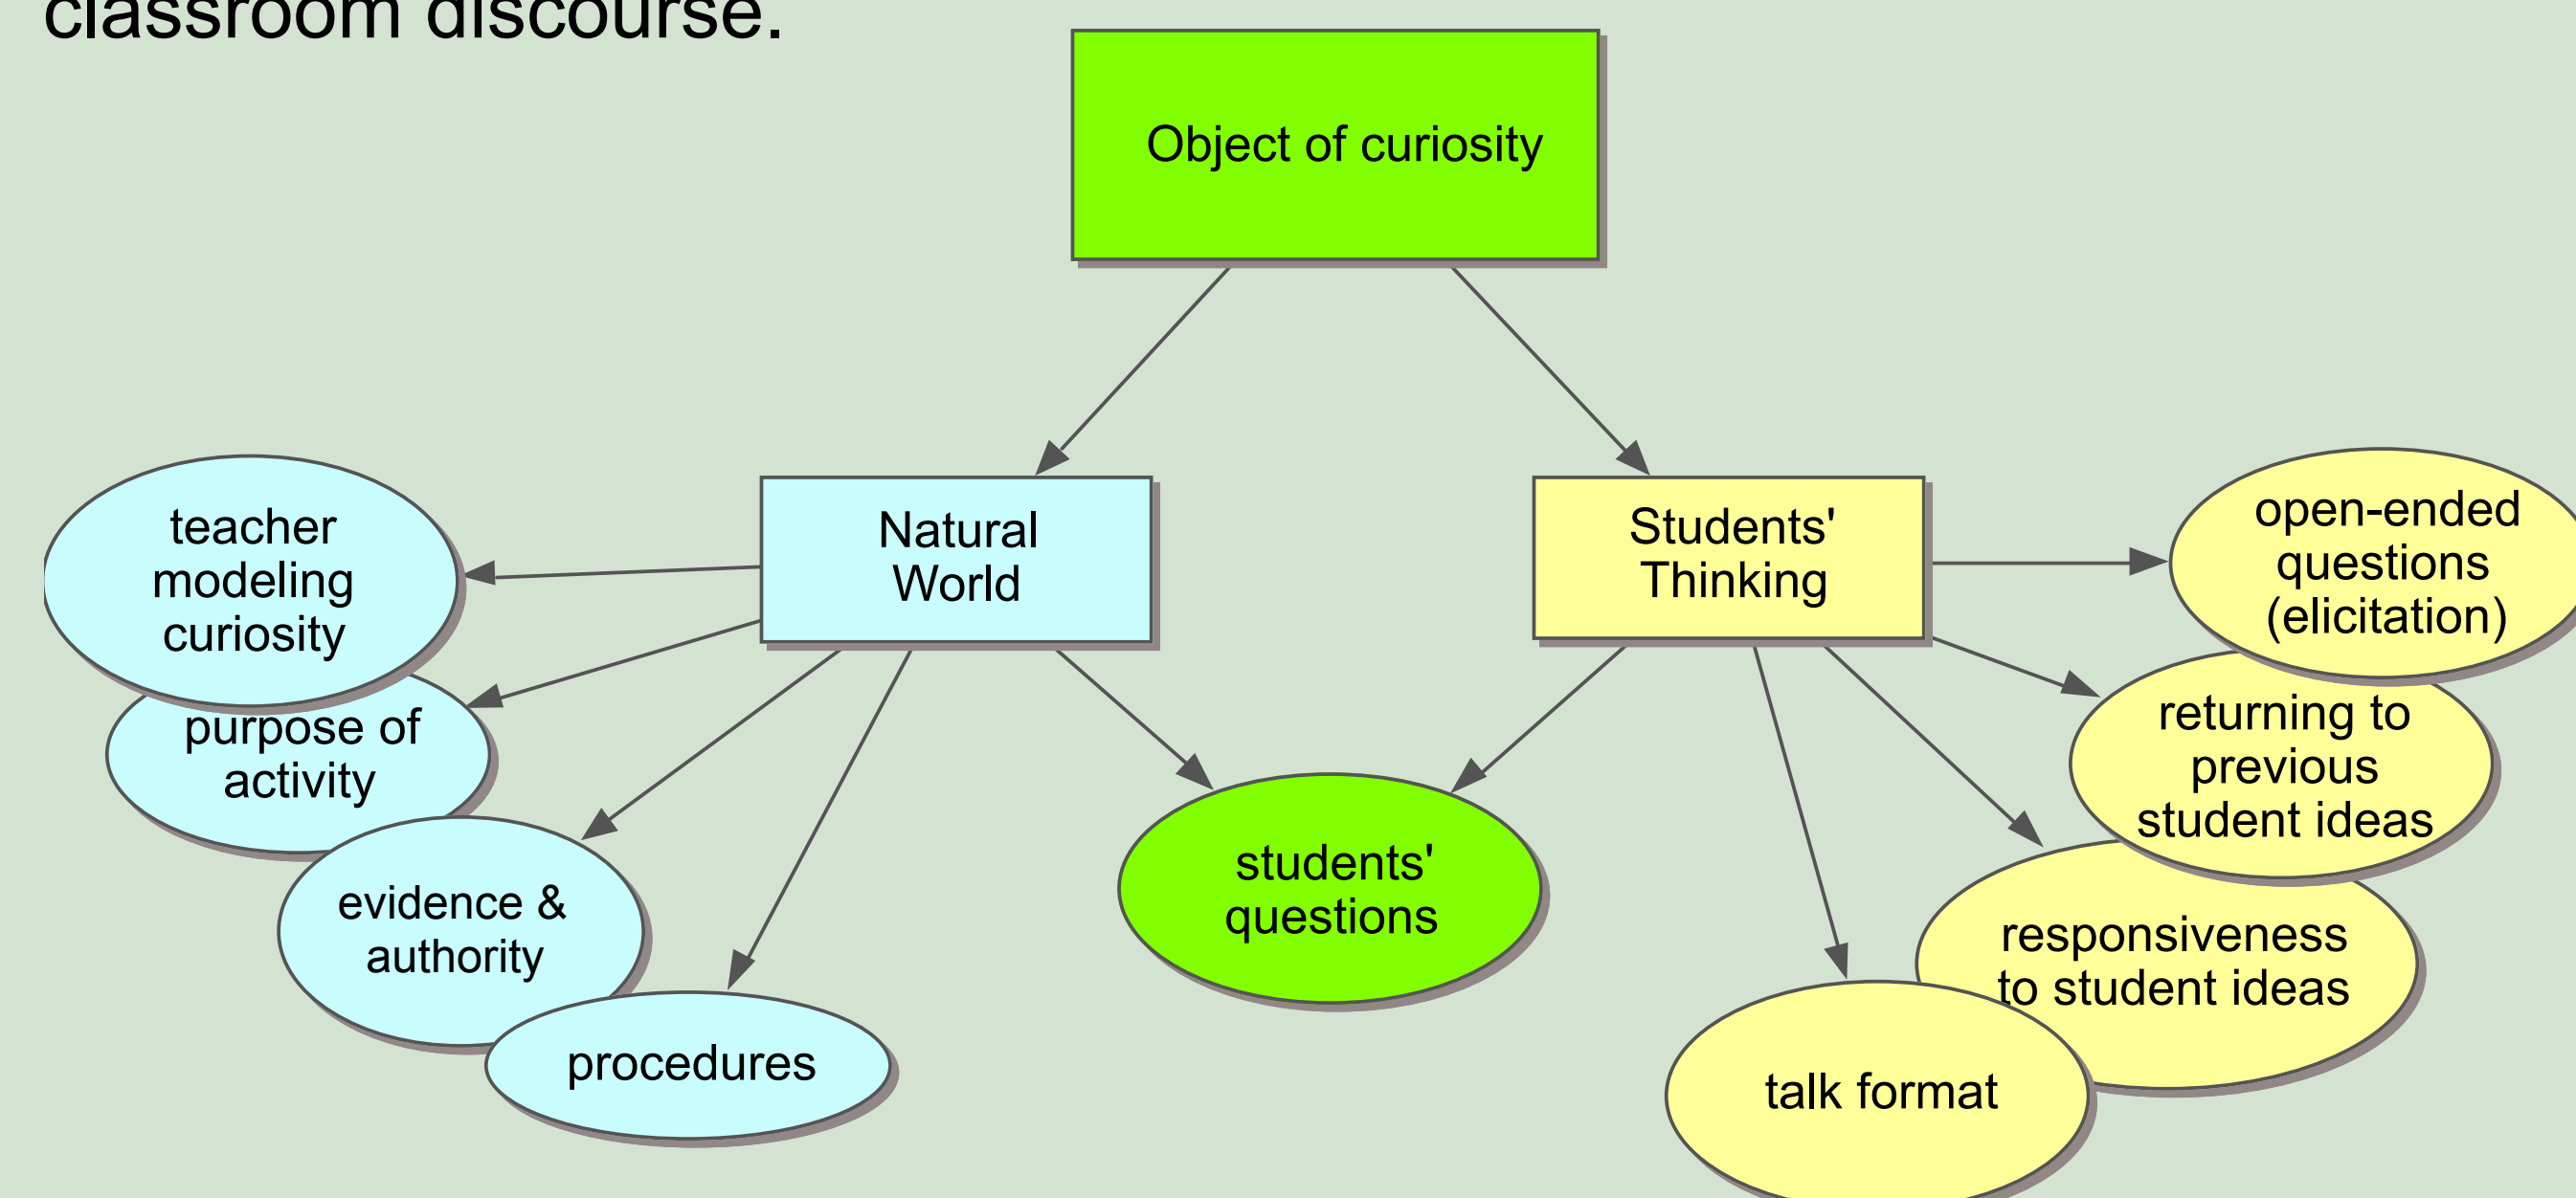 classroom discourse.
Object of curiosity
Natural
World
Students'
Thinking
teacher
modeling
curiosity
purpose of
activity
evidence &
authority
procedures
students'
questions
open-ended
questions
(elicitation)
returning to
previous
student ideas
responsiveness
to student ideas
talk format